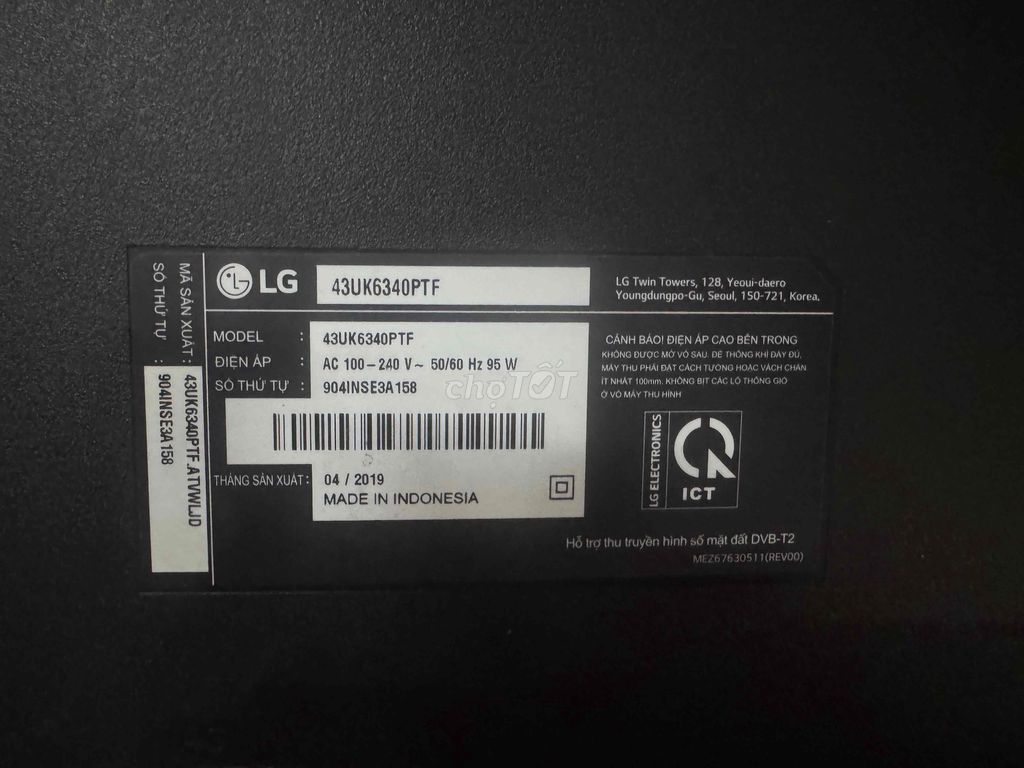 LG
43UK6340PTF
LG Twin Towers, 128, Yeoui-daero
Youngdungpo-Gu, Seoul, 150-721, Korea.
MÃ SẢN XUẤT : 43UK6340PTF.ATVWLJD
SỐ THỨ TỰ : 904INSE3A158
MODEL : 43UK6340PTF
ĐIỆN ÁP : AC 100-240 V~ 50/60 Hz 95 W
SỐ THỨ TỰ : 904INSE3A158
THÁNG SẢN XUẤT : 04 / 2019
MADE IN INDONESIA
CẢNH BÁO! ĐIỆN ÁP CAO BÊN TRONG
KHÔNG ĐƯỢC MỞ VỎ SAU. ĐỂ THÔNG KHÍ ĐẦY ĐỦ,
MÁY THU PHẢI ĐẶT CÁCH TƯỜNG HOẶC VÁCH CHẮN
ÍT NHẤT 100mm. KHÔNG BỊT CÁC LỖ THÔNG GIÓ
Ở VỎ MÁY THU HÌNH
LG ELECTRONICS
ICT
Hỗ trợ thu truyền hình số mặt đất DVB-T2
MEZ67630511(REV00)
chợTỐT